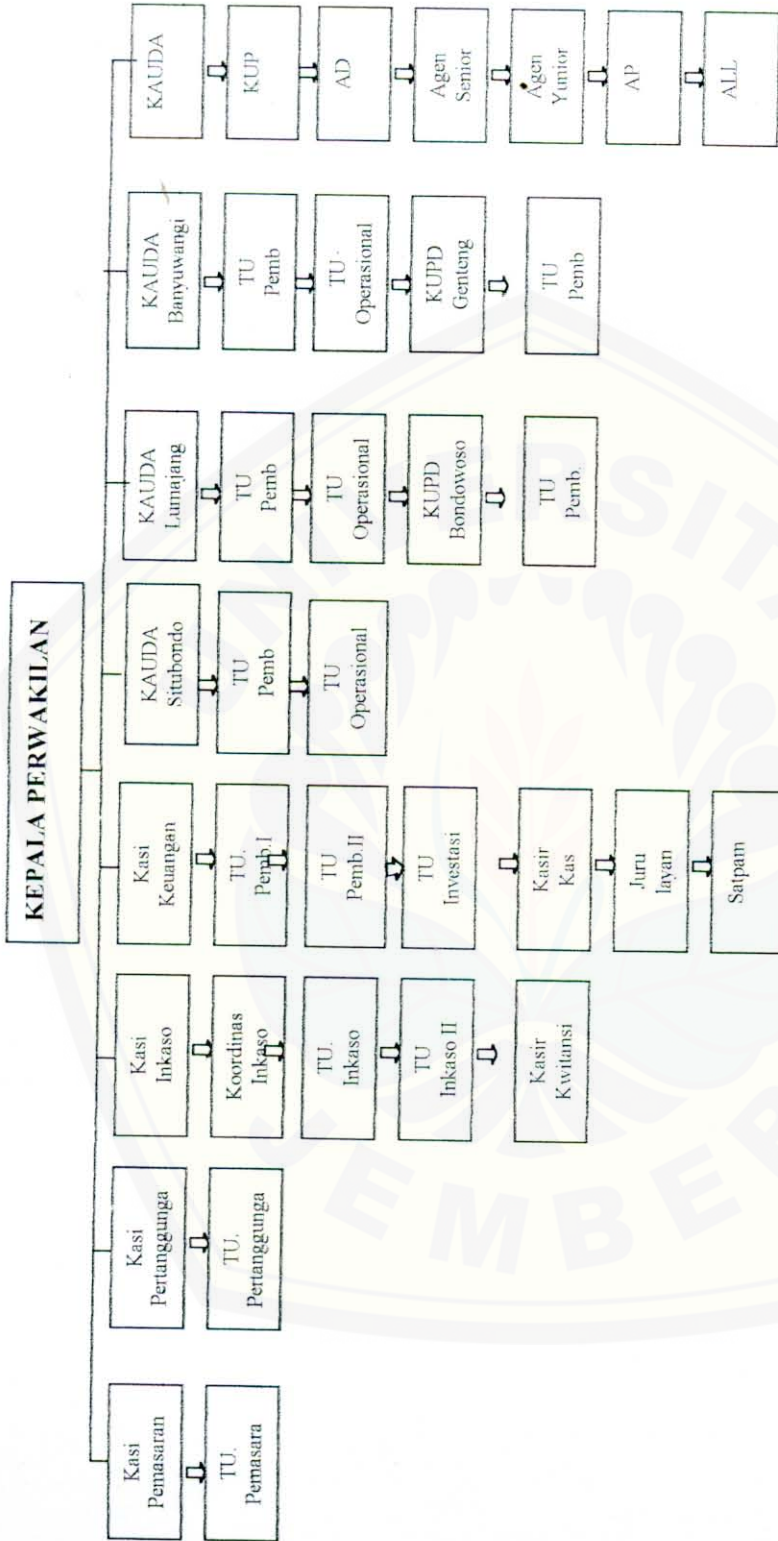 KEPALA PERWAKILAN
Kasi
Pemasaran
TU.
Pemasara
Kasi
Pertanggunga
TU.
Pertanggunga
Kasi
Inkaso
Koordinas
Inkaso
TU.
Inkaso
TU
Inkaso II
Kasir
Kwitansi
Kasi
Keuangan
TU.
Pemb.I
TU
Pemb.II
TU
Investasi
Kasir
Kas
Juru
layan
Satpam
KAUDA
Situbondo
TU
Pemb
TU
Operasional
KAUDA
Lumajang
TU
Pemb
TU
Operasional
KUPD
Bondowoso
TU
Pemb.
KAUDA
Banyuwangi
TU
Pemb
TU
Operasional
KUPD
Genteng
TU
Pemb
KAUDA
KUP
AD
Agen
Senior
Agen
Yunior
AP
ALL
UNIVERSITA
JEMBER